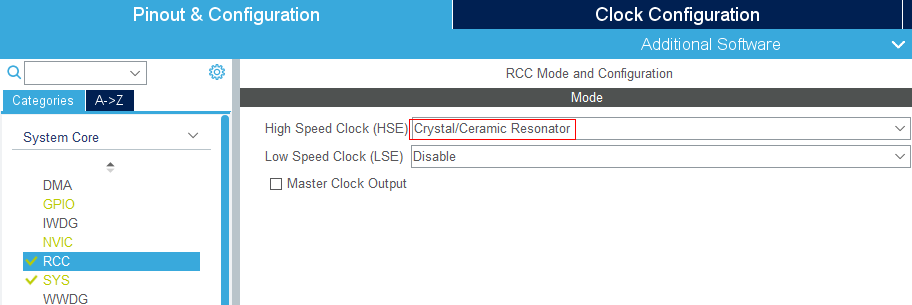 Pinout & Configuration
Clock Configuration
Additional Software
Categories
A->Z
System Core
DMA
GPIO
IWDG
NVIC
RCC
SYS
WWDG
RCC Mode and Configuration
Mode
High Speed Clock (HSE) Crystal/Ceramic Resonator
Low Speed Clock (LSE) Disable
Master Clock Output